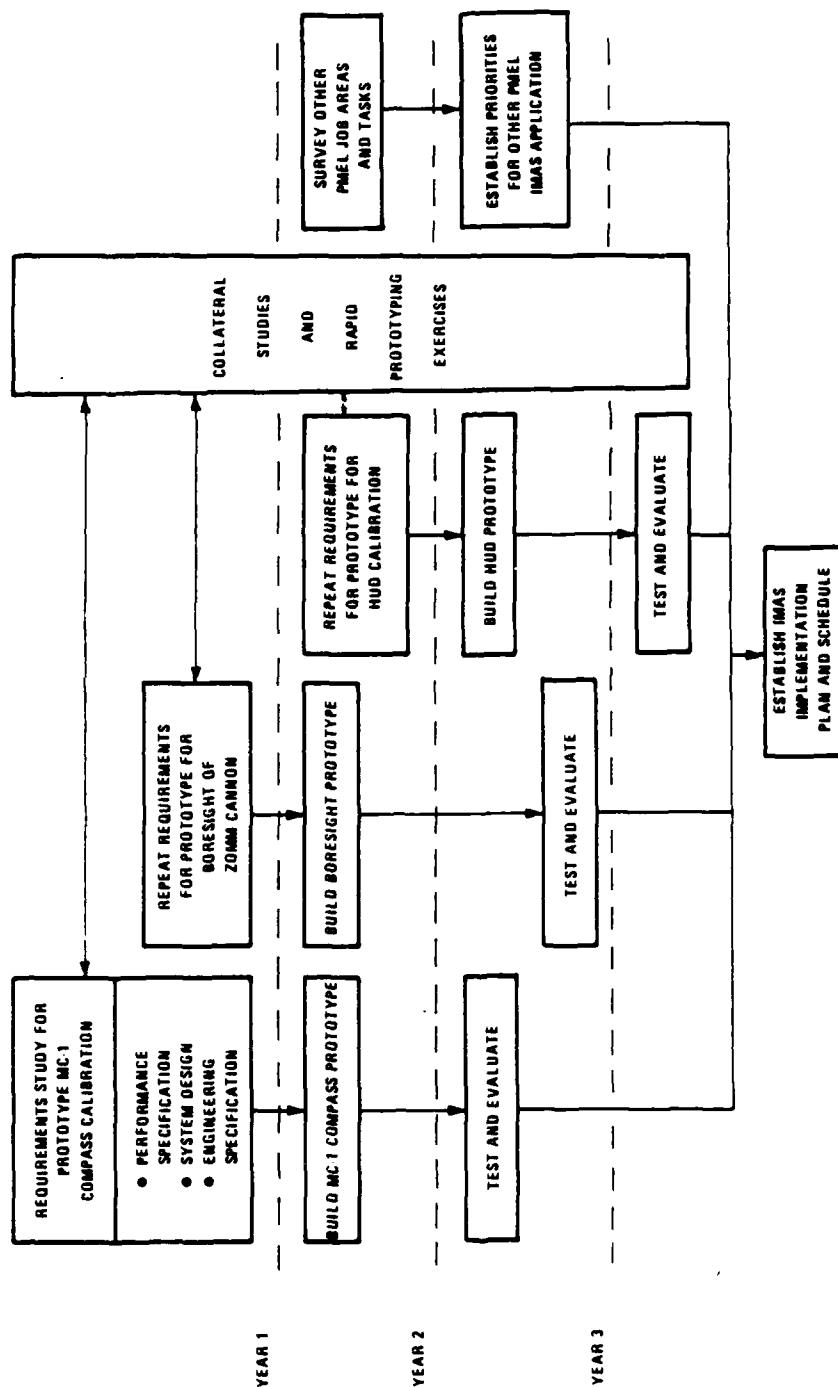 REQUIREMENTS STUDY FOR
PROTOTYPE MC-1
COMPASS CALIBRATION
● PERFORMANCE
SPECIFICATION
● SYSTEM DESIGN
● ENGINEERING
SPECIFICATION
REPEAT REQUIREMENTS
FOR PROTOTYPE FOR
BORESIGHT OF
ZOMM CANNON
COLLATERAL
STUDIES
AND
RAPID
PROTOTYPING
EXERCISES
YEAR 1
BUILD MC-1 COMPASS PROTOTYPE
BUILD BORESIGHT PROTOTYPE
REPEAT REQUIREMENTS
FOR PROTOTYPE FOR
HUD CALIBRATION
SURVEY OTHER
PMEL JOB AREAS
AND TASKS
YEAR 2
TEST AND EVALUATE
TEST AND EVALUATE
BUILD HUD PROTOTYPE
ESTABLISH PRIORITIES
FOR OTHER PMEL
IMAS APPLICATION
YEAR 3
TEST AND EVALUATE
ESTABLISH IMAS
IMPLEMENTATION
PLAN AND SCHEDULE